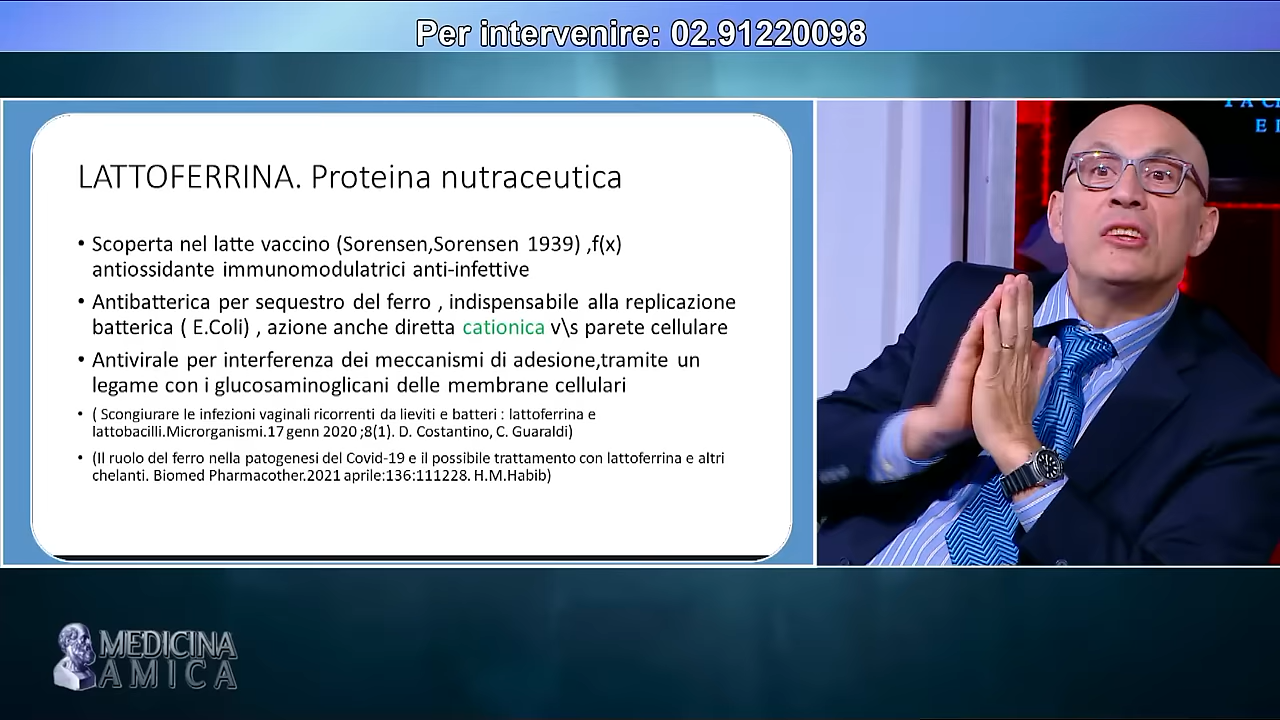 Per intervenire: 02.91220098
LATTOFERRINA. Proteina nutraceutica
• Scoperta nel latte vaccino (Sorensen,Sorensen 1939) ,f(x)
antiossidante immunomodulatrici anti-infettive
• Antibatterica per sequestro del ferro , indispensabile alla replicazione
batterica ( E.Coli) , azione anche diretta cationica v\s parete cellulare
• Antivirale per interferenza dei meccanismi di adesione,tramite un
legame con i glucosaminoglicani delle membrane cellulari
• ( Scongiurare le infezioni vaginali ricorrenti da lieviti e batteri : lattoferrina e
lattobacilli.Microrganismi.17 genn 2020 ;8(1). D. Costantino, C. Guaraldi)
• (Il ruolo del ferro nella patogenesi del Covid-19 e il possibile trattamento con lattoferrina e altri
chelanti. Biomed Pharmacother.2021 aprile:136:111228. H.M.Habib)
MEDICINA
AMICA